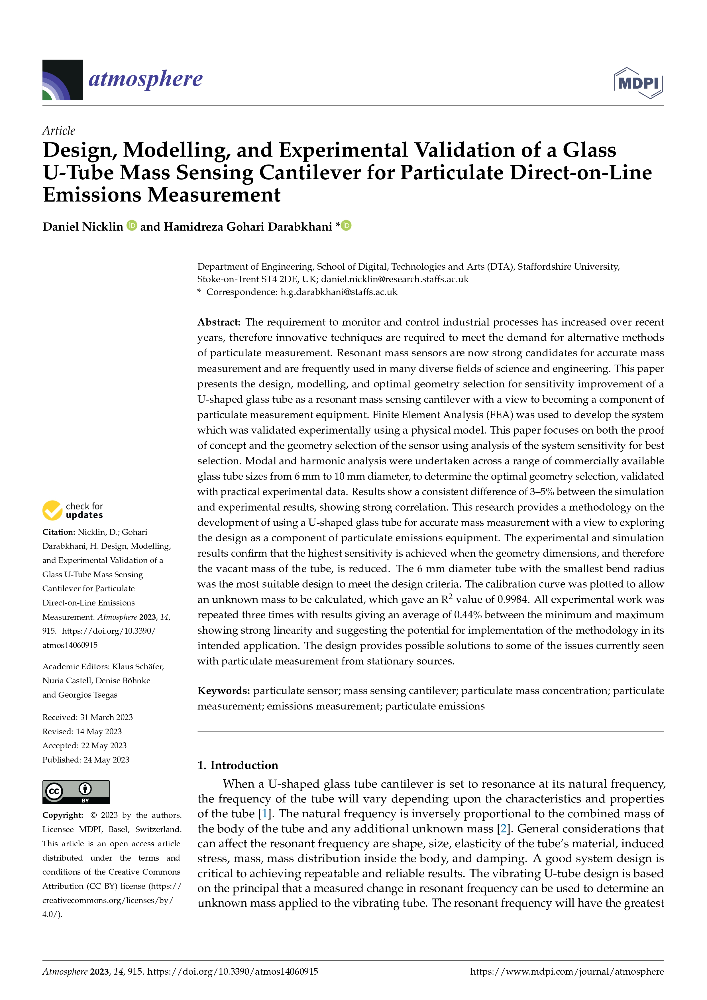 atmosphere
MDPI
Article
Design, Modelling, and Experimental Validation of a Glass
U-Tube Mass Sensing Cantilever for Particulate Direct-on-Line
Emissions Measurement
Daniel Nicklin iD and Hamidreza Gohari Darabkhani * iD
Department of Engineering, School of Digital, Technologies and Arts (DTA), Staffordshire University,
Stoke-on-Trent ST4 2DE, UK; daniel.nicklin@research.staffs.ac.uk
* Correspondence: h.g.darabkhani@staffs.ac.uk
Abstract: The requirement to monitor and control industrial processes has increased over recent
years, therefore innovative techniques are required to meet the demand for alternative methods
of particulate measurement. Resonant mass sensors are now strong candidates for accurate mass
measurement and are frequently used in many diverse fields of science and engineering. This paper
presents the design, modelling, and optimal geometry selection for sensitivity improvement of a
U-shaped glass tube as a resonant mass sensing cantilever with a view to becoming a component of
particulate measurement equipment. Finite Element Analysis (FEA) was used to develop the system
which was validated experimentally using a physical model. This paper focuses on both the proof
of concept and the geometry selection of the sensor using analysis of the system sensitivity for best
selection. Modal and harmonic analysis were undertaken across a range of commercially available
glass tube sizes from 6 mm to 10 mm diameter, to determine the optimal geometry selection, validated
with practical experimental data. Results show a consistent difference of 3–5% between the simulation
and experimental results, showing strong correlation. This research provides a methodology on the
development of using a U-shaped glass tube for accurate mass measurement with a view to exploring
the design as a component of particulate emissions equipment. The experimental and simulation
results confirm that the highest sensitivity is achieved when the geometry dimensions, and therefore
the vacant mass of the tube, is reduced. The 6 mm diameter tube with the smallest bend radius
was the most suitable design to meet the design criteria. The calibration curve was plotted to allow
an unknown mass to be calculated, which gave an R² value of 0.9984. All experimental work was
repeated three times with results giving an average of 0.44% between the minimum and maximum
showing strong linearity and suggesting the potential for implementation of the methodology in its
intended application. The design provides possible solutions to some of the issues currently seen
with particulate measurement from stationary sources.
Keywords: particulate sensor; mass sensing cantilever; particulate mass concentration; particulate
measurement; emissions measurement; particulate emissions
check for
updates
Citation: Nicklin, D.; Gohari
Darabkhani, H. Design, Modelling,
and Experimental Validation of a
Glass U-Tube Mass Sensing
Cantilever for Particulate
Direct-on-Line Emissions
Measurement. Atmosphere 2023, 14,
915. https://doi.org/10.3390/
atmos14060915
Academic Editors: Klaus Schäfer,
Nuria Castell, Denise Böhnke
and Georgios Tsegas
Received: 31 March 2023
Revised: 14 May 2023
Accepted: 22 May 2023
Published: 24 May 2023
cc
BY
Copyright: © 2023 by the authors.
Licensee MDPI, Basel, Switzerland.
This article is an open access article
distributed under the terms and
conditions of the Creative Commons
Attribution (CC BY) license (https://
creativecommons.org/licenses/by/
4.0/).
1. Introduction
When a U-shaped glass tube cantilever is set to resonance at its natural frequency,
the frequency of the tube will vary depending upon the characteristics and properties
of the tube [1]. The natural frequency is inversely proportional to the combined mass of
the body of the tube and any additional unknown mass [2]. General considerations that
can affect the resonant frequency are shape, size, elasticity of the tube’s material, induced
stress, mass, mass distribution inside the body, and damping. A good system design is
critical to achieving repeatable and reliable results. The vibrating U-tube design is based
on the principal that a measured change in resonant frequency can be used to determine an
unknown mass applied to the vibrating tube. The resonant frequency will have the greatest
Atmosphere 2023, 14, 915. https://doi.org/10.3390/atmos14060915
https://www.mdpi.com/journal/atmosphere